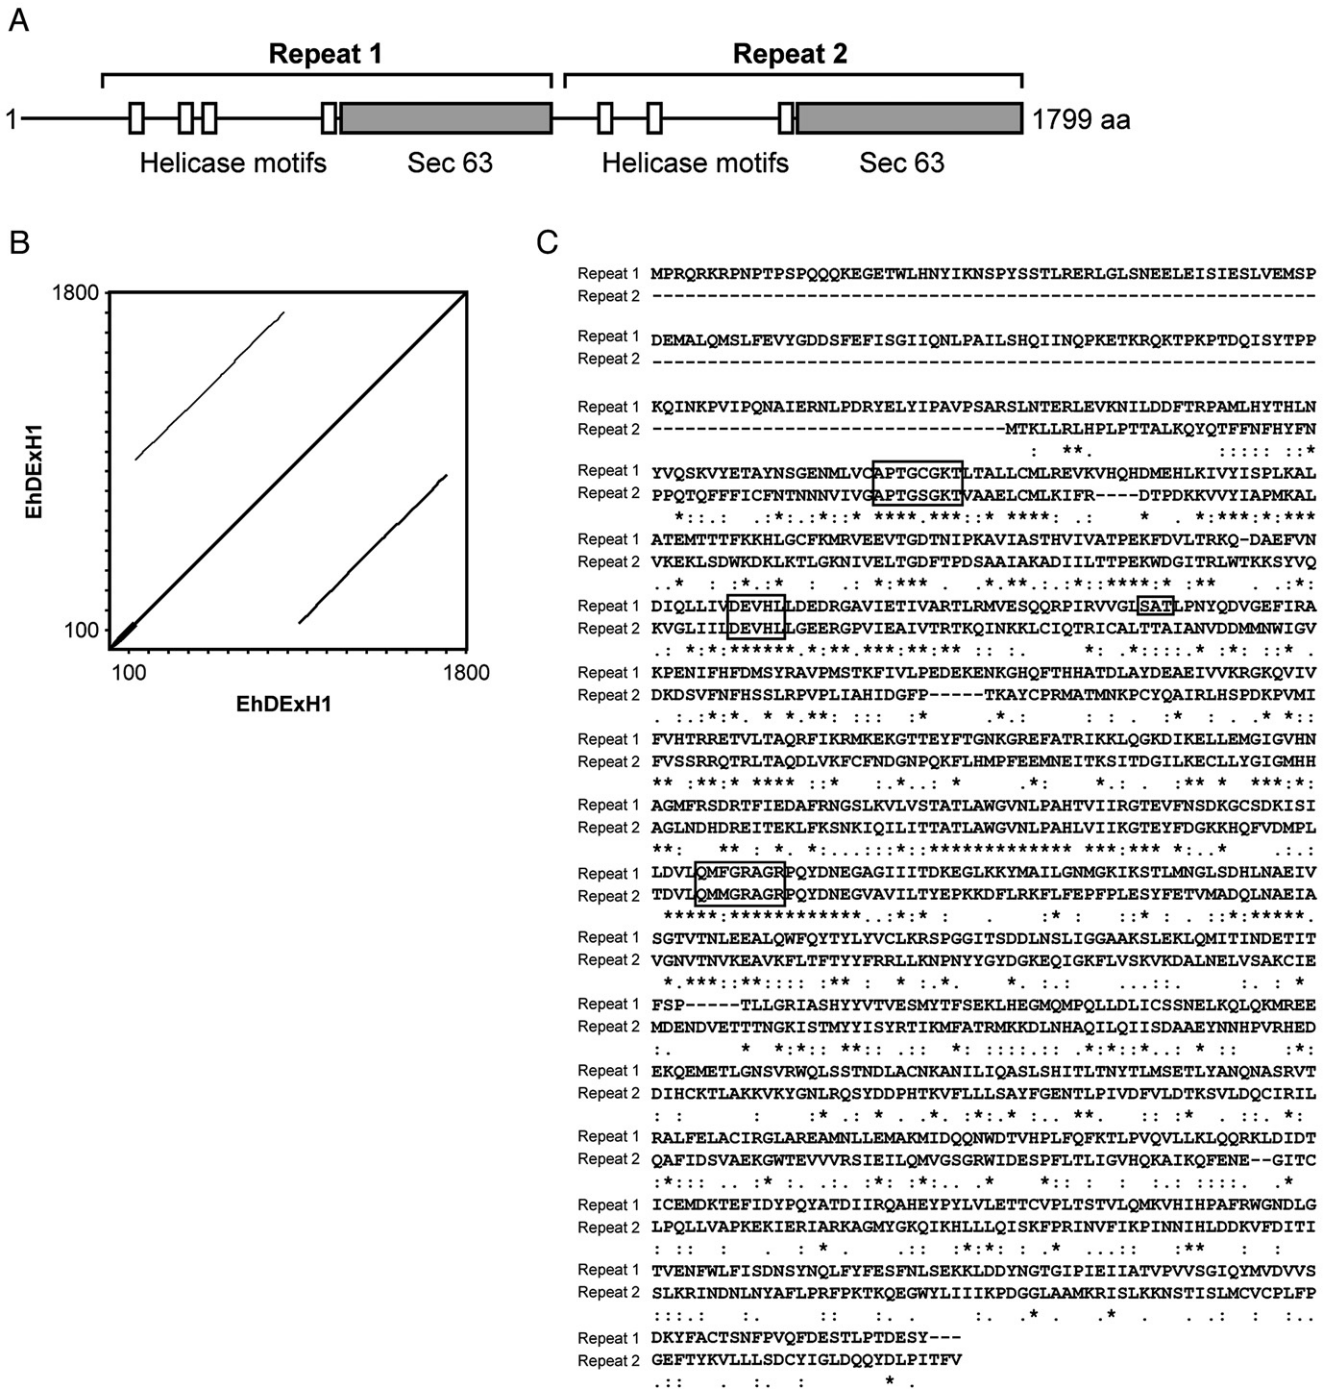 A
Repeat 1
Repeat 2
1
1799 aa
Helicase motifs
Sec 63
Helicase motifs
Sec 63
B
1800
EhDExH1
100
100
1800
EhDExH1
C
Repeat 1 MPRQRKRPNPTPSPQQQKEGETWLHNYIKNSPYSSTLRERLGLSNEELEISIESLVEMSP
Repeat 2 ------------------------------------------------------------
Repeat 1 DEMALQMSLFEVYGDDSFEFISGIIQNLPAILSHQIINQPKETKRQKTPKPTDQISYTPP
Repeat 2 ------------------------------------------------------------
Repeat 1 KQINKPVIPQNAIERNLPDRYELYIPAVPSARSLNTERLEVKNILDDFTRPAMLHYTHLN
Repeat 2 --------------------------------MTKLLRLHPLPTTALKQYQTFFNFHYFN
: **. :::::  :*
Repeat 1 YVQSKVYETAYNSGENMLVCAPTGCGKTLTALLCMLREVKVHQHDMEHLKIVYISPLKAL
Repeat 2 PPQTQFFFICFNTNNNVIVGAPTGSGKTVAAELCMLKIFR----DTPDKKVVYIAPMKAL
*::.: .:*:.::*::* ****.***::* ****: .: * . *:***:*:***
Repeat 1 ATEMTTTFKKHLGCFKMRVEEVTGDTNIPKAVIASTHVIVATPEKFDVLTRKQ-DAEFVN
Repeat 2 VKEKLSDWKDKLKTLGKNIVELTGDFTPDSAAIAKADIILTTPEKWDGITRLWTKKSYVQ
..* : :*.:* : .: *:*** . .*.**.:.:*::****:* :** . .:*:
Repeat 1 DIQLLIVDEVHLLDEDRGAVIETIVARTLRMVESQQRPIRVVGLSATLPNYQDVGEFIRA
Repeat 2 KVGLIILDEVHLLGEERGPVIEAIVTRTKQINKKLCIQTRICALTTAIANVDDMMNWIGV
.: *:*:******.*:**.***:**:** :: :. *: .*::::.* :*: ::* .
Repeat 1 KPENIFHFDMSYRAVPMSTKFIVLPEDEKENKGHQFTHHATDLAYDEAEIVVKRGKQVIV
Repeat 2 DKDSVFNFHSSLRPVPLIAHIDGFP-----TKAYCPRMATMNKPCYQAIRLHSPDKPVMI
. :.:*:*. * *.**: ::: :* .*.: : : . :* : . .* *::
Repeat 1 FVHTRRETVLTAQRFIKRMKEKGTTEYFTGNKGREFATRIKKLQGKDIKELLEMGIGVHN
Repeat 2 FVSSRRQTRLTAQDLVKFCFNDGNPQKFLHMPFEEMNEITKSITDGILKECLLYGIGMHH
** :**:* **** ::* :.*..: * .*: *.: . :** * ***:*:
Repeat 1 AGMFRSDRTFIEDAFRNGSLKVLVSTATLAWGVNLPAHTVIIRGTEVFNSDKGCSDKISI
Repeat 2 AGLNDHDREITEKLFKSNKIQILITTATLAWGVNLPAHLVIIKGTEYFDGKKHQFVDMPL
**: ** : *. *:...::*::************* ***:*** *:..* .:.:
Repeat 1 LDVLQMFGRAGRPQYDNEGAGIIITDKEGLKKYMAILGNMGKIKSTLMNGLSDHLNAEIV
Repeat 2 TDVLQMMGRAGRPQYDNEGVAVILTYEPKKDFLRKFLFEPFPLESYFETVMADQLNAEIA
*****:************..:*:* : . :* : :* : . ::*:*****.
Repeat 1 SGTVTNLEEALQWFQYTYLYVCLKRSPGGITSDDLNSLIGGAAKSLEKLQMITINDETIT
Repeat 2 VGNVTNVKEAVKFLTFTYYFRRLLKNPNYYGYDGKEQIGKFLVSKVKDALNELVSAKCIE
*.***::**:::: :** : * :.*. *. :.: ...::. :. : *
Repeat 1 FSP-----TLLGRIASHYYVTVESMYTFSEKLHEGMQMPQLLDLICSSNELKQLQKMREE
Repeat 2 MDENDVETTTNGKISTMYYISYRTIKMFATRMKKDLNHAQILQIISDAAEYNNHPVRHED
:. * *:*:: **:: .:: *: ::::.:: .*:*::*..: * :: :*:
Repeat 1 EKQEMETLGNSVRWQLSSTNDLACNKANILIQASLSHITLTNYTLMSETLYANQNASRVT
Repeat 2 DIHCKTLAKKVKYGNLRQSYDDPHTKVFLLLSAYFGENTLPIVDFVLDTKSVLDQCIRIL
: : : :* .: * . .*. :*:.* :.. **. :: :* . ::. *:
Repeat 1 RALFELACIRGLAREAMNLLEMAKMIDQQNWDTVHPLFQFKTLPVQVLLKLQQRKLDIDT
Repeat 2 QAFIDSVAEKGWTEVVVRSIEILQMVGSGRWIDESPFLTLIGVHQKAIKQFENE--GITC
:*::: .. :* :. .:. :*: :*:.. .* *:: : : :.: ::::. .*
Repeat 1 ICEMDKTEFIDYPQYATDIIRQAHEYPYLVLETTCVPLTSTVLQMKVHIHPAFRWGNDLG
Repeat 2 LPQLLVAPKEKIERIARKAGMYGKQIKHLLLQISKFPRINVFIKPINNIHLDDKVFDITI
: :: : . : * . .:: :*:*: : .* ...:: :** : :
Repeat 1 TVENFWLFISDNSYNQLFYFESFNLSEKKLDDYNGTGIPIEIIATVPVVSGIQYMVDVVS
Repeat 2 SLKRINDNLNYAFLPRFPKTKQEGWYLIIIKPDGGLAAMKRISLKKNSTISLMCVCPLFP
:::.: :. :: :. . :. .* . .*: . . .: : :..
Repeat 1 DKYFACTSNFPVQFDESTLPTDESY---
Repeat 2 GEFTYKVLLLSDCYIGLDQQYDLPITFV
.:: . :. : * .